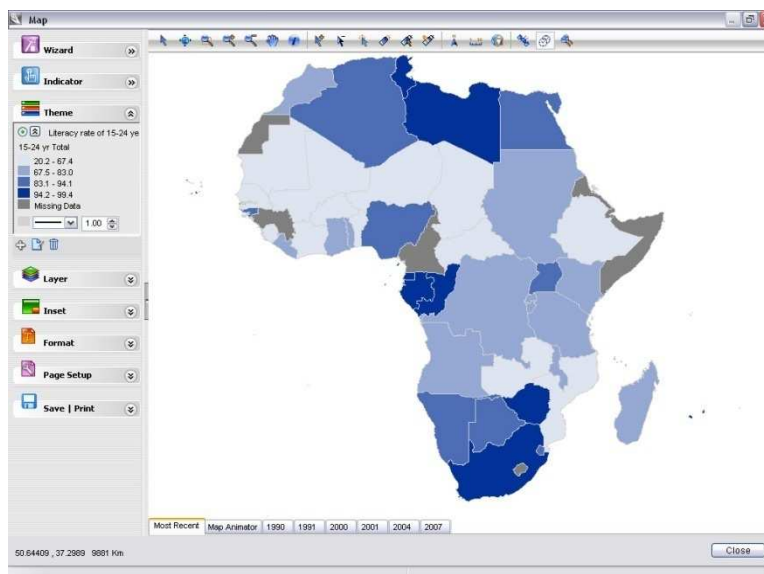 Map
Wizard
Indicator
Theme
Literacy rate of 15-24 ye
15-24 yr Total
20.2 - 67.4
67.5 - 83.0
83.1 - 94.1
94.2 - 99.4
Missing Data
1.00
Layer
Inset
Format
Page Setup
Save | Print
Most Recent Map Animator 1990 1991 2000 2001 2004 2007
50.64409 , 37.2989 9881 Km
Close